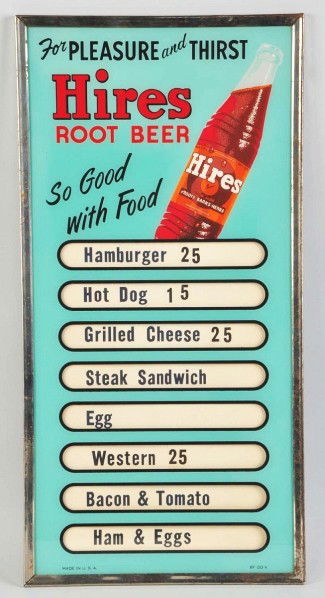 For PLEASURE and THIRST
Hires
ROOT BEER
Hires
So Good
with Food
Hamburger 25
Hot Dog 15
Grilled Cheese 25
Steak Sandwich
Egg
Western 25
Bacon & Tomato
Ham & Eggs
MADE IN U.S.A.